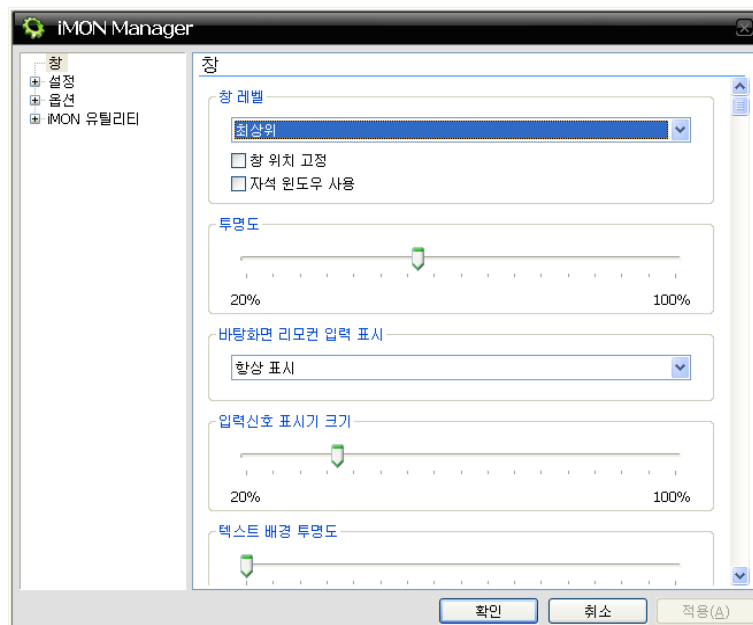 iMON Manager
창
설정
옵션
iMON 유틸리티
창
창 레벨
최상위
창 위치 고정
자석 윈도우 사용
투명도
20% 100%
바탕화면 리모컨 입력 표시
항상 표시
입력신호 표시기 크기
20% 100%
텍스트 배경 투명도
확인 취소 적용(A)